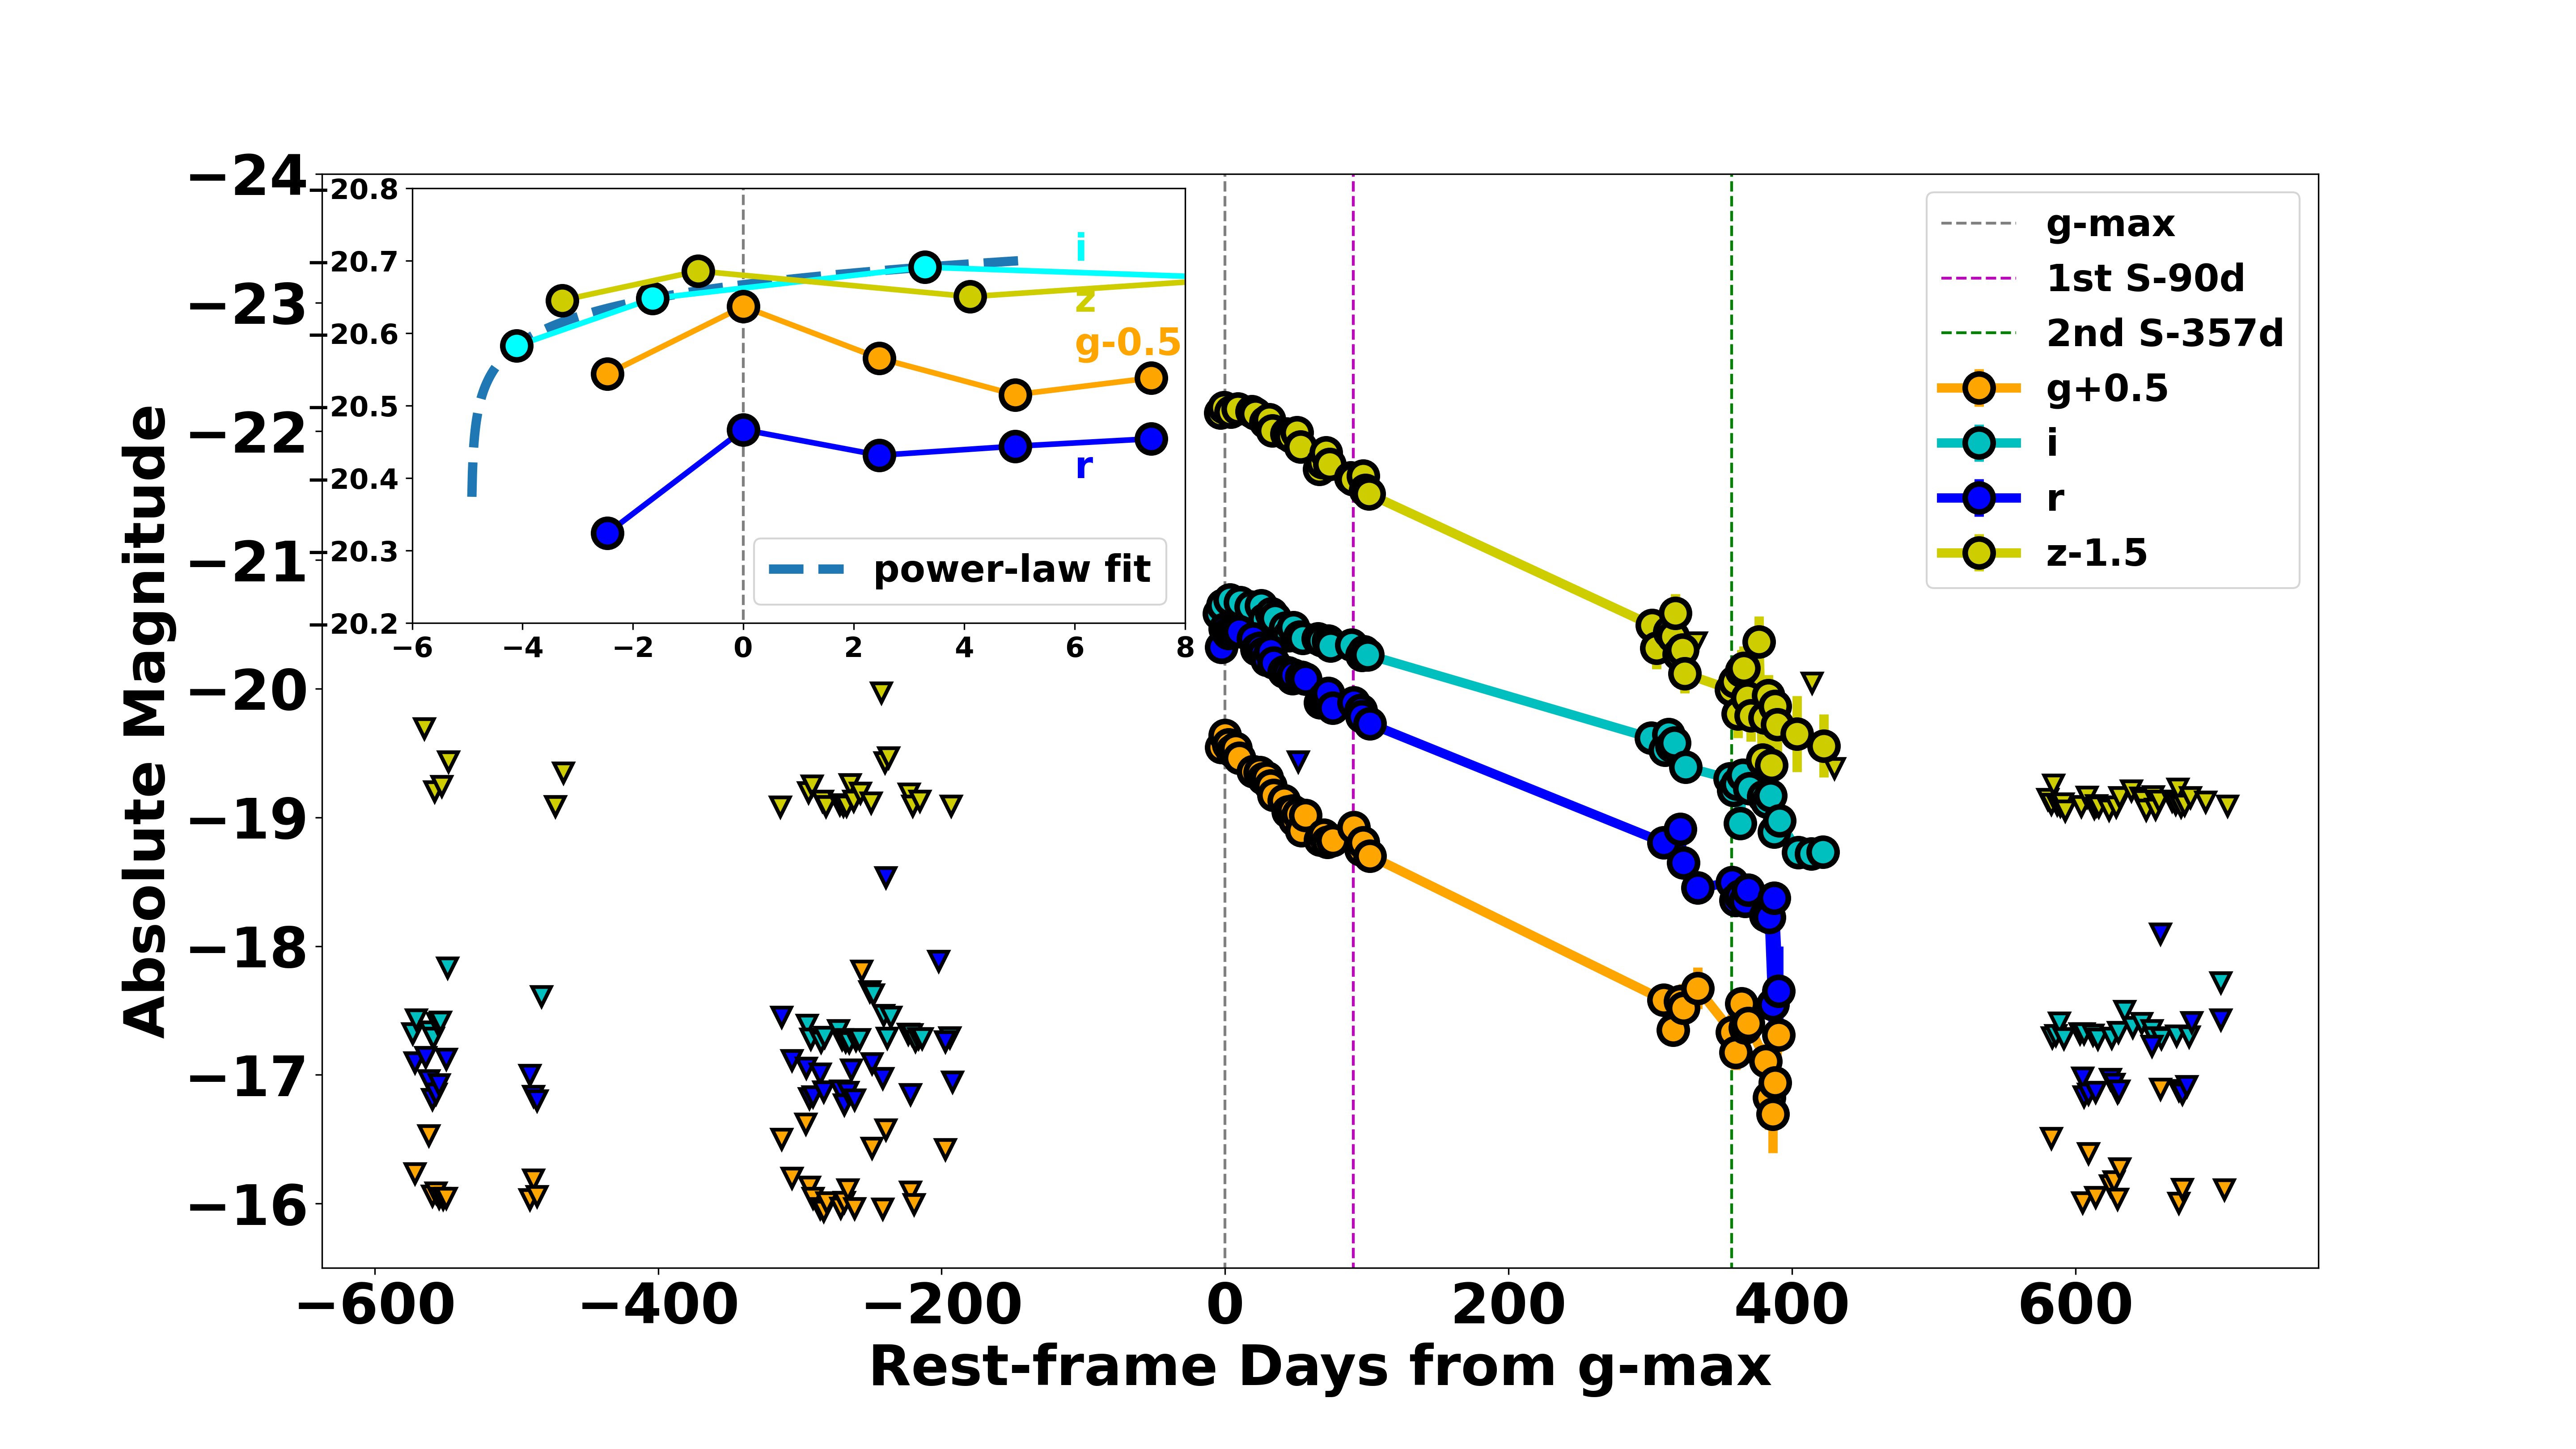 Absolute Magnitude
−24
−23
−22
−21
−20
−19
−18
−17
−16
−20.8
−20.7
−20.6
−20.5
−20.4
−20.3
−20.2
−6 −4 −2 0 2 4 6 8
i
z
g-0.5
r
power-law fit
g-max
1st S-90d
2nd S-357d
g+0.5
i
r
z-1.5
−600 −400 −200 0 200 400 600
Rest-frame Days from g-max